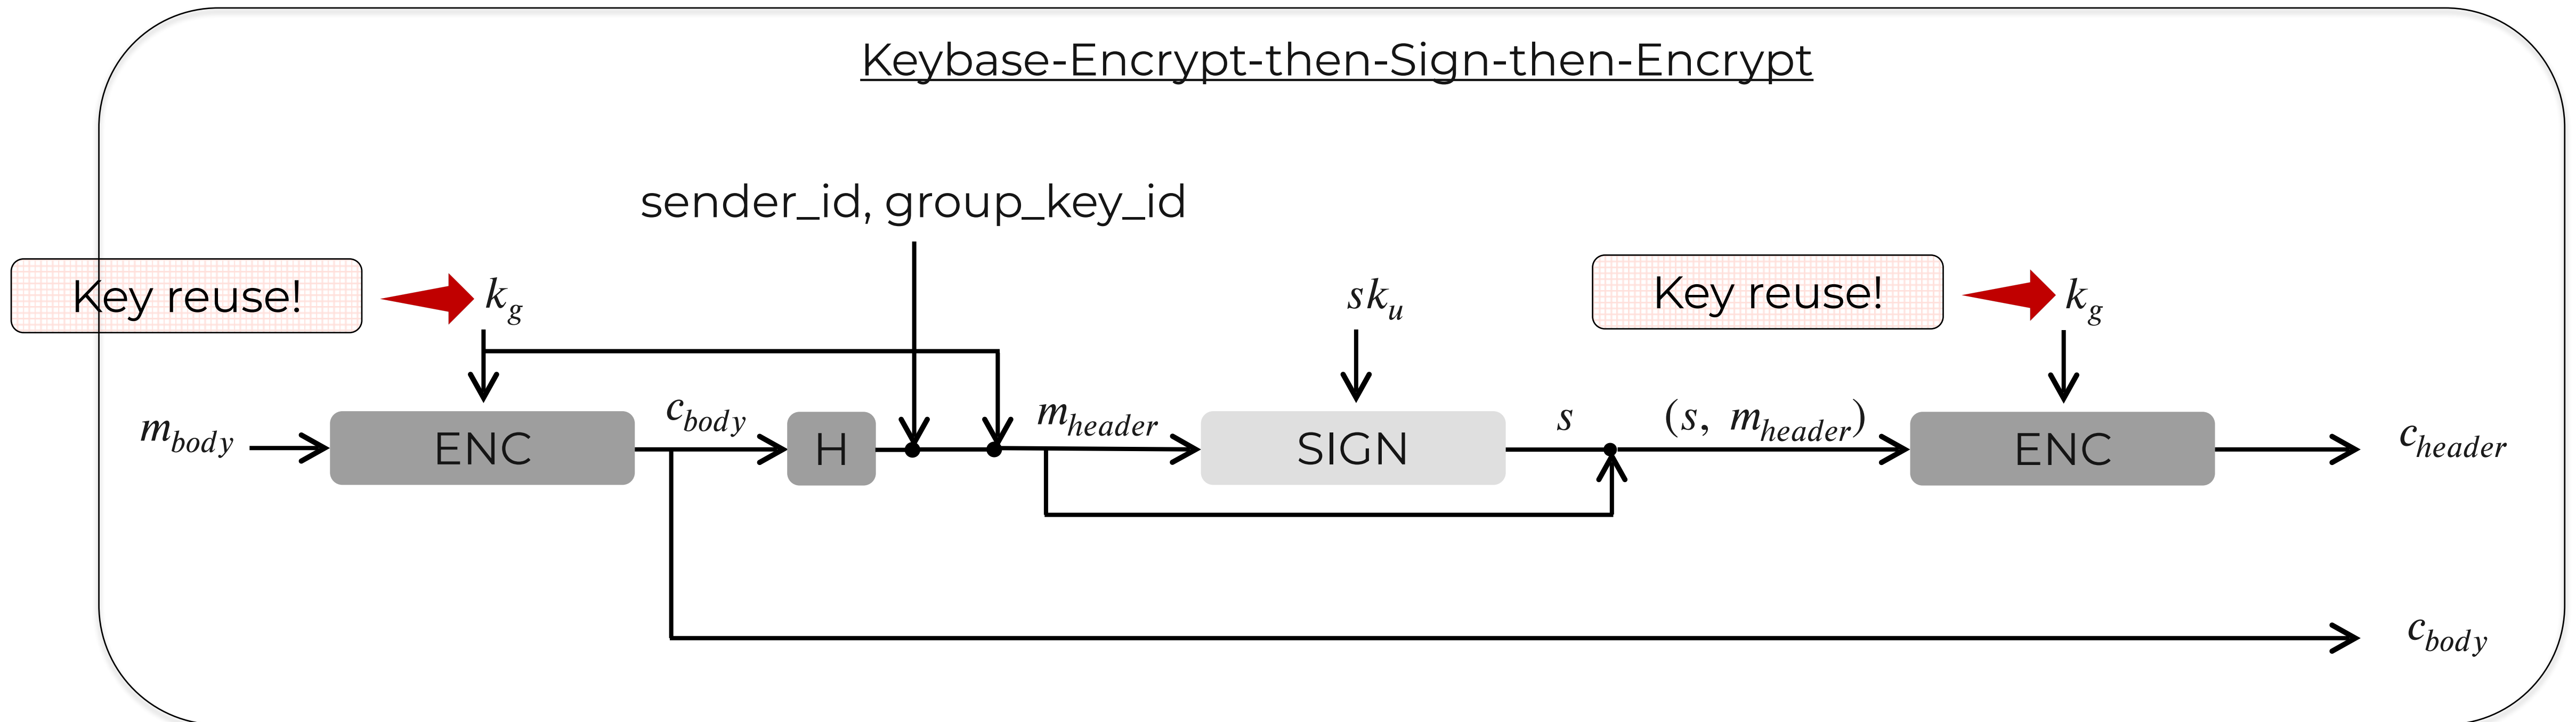 Keybase-Encrypt-then-Sign-then-Encrypt
sender_id, group_key_id
Key reuse!
k_g
sk_u
Key reuse!
k_g
m_body
ENC
c_body
H
m_header
SIGN
s
(s, m_header)
ENC
c_header
c_body